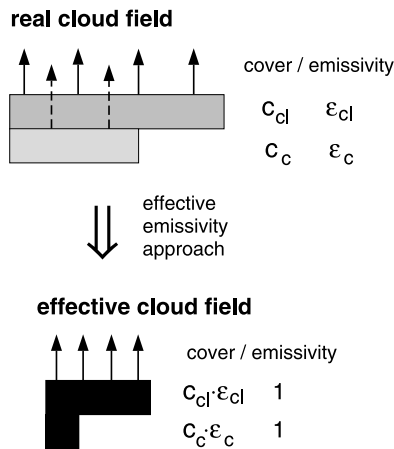 real cloud field
cover / emissivity
c_cl ε_cl
c_c ε_c
effective
emissivity
approach
effective cloud field
cover / emissivity
c_cl·ε_cl 1
c_c·ε_c 1